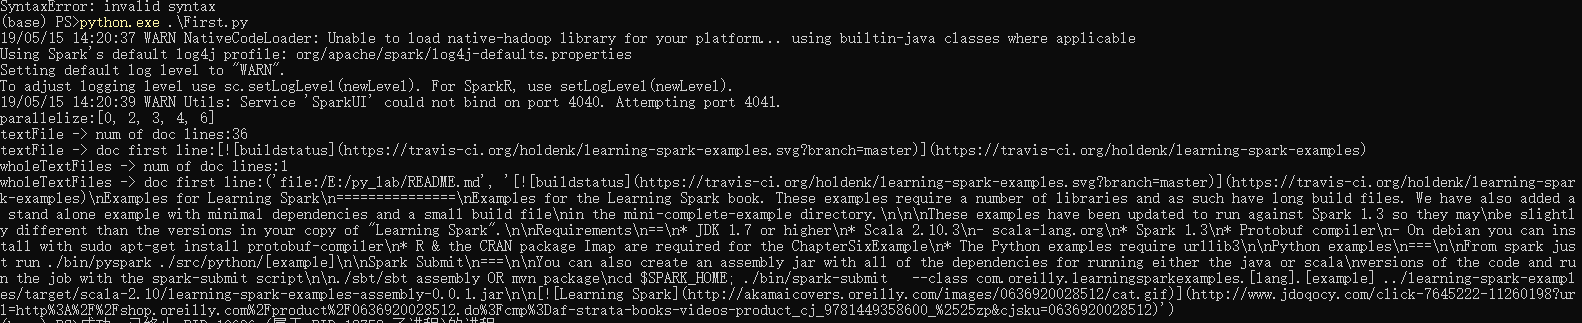 SyntaxError: invalid syntax
(base) PS>python.exe .\First.py
19/05/15 14:20:37 WARN NativeCodeLoader: Unable to load native-hadoop library for your platform... using builtin-java classes where applicable
Using Spark's default log4j profile: org/apache/spark/log4j-defaults.properties
Setting default log level to "WARN".
To adjust logging level use sc.setLogLevel(newLevel). For SparkR, use setLogLevel(newLevel).
19/05/15 14:20:39 WARN Utils: Service 'SparkUI' could not bind on port 4040. Attempting port 4041.
parallelize:[0, 2, 3, 4, 6]
textFile -> num of doc lines:36
textFile -> doc first line:[![buildstatus](https://travis-ci.org/holdenk/learning-spark-examples.svg?branch=master)](https://travis-ci.org/holdenk/learning-spark-examples)
wholeTextFiles -> num of doc lines:1
wholeTextFiles -> doc first line:('file:/E:/py_lab/README.md', '[![buildstatus](https://travis-ci.org/holdenk/learning-spark-examples.svg?branch=master)](https://travis-ci.org/holdenk/learning-spar
k-examples)\nExamples for Learning Spark\n===============\nExamples for the Learning Spark book. These examples require a number of libraries and as such have long build files. We have also added a
 stand alone example with minimal dependencies and a small build file\nin the mini-complete-example directory.\n\n\nThese examples have been updated to run against Spark 1.3 so they may\nbe slightl
y different than the versions in your copy of "Learning Spark".\n\nRequirements\n==\n* JDK 1.7 or higher\n* Scala 2.10.3\n- scala-lang.org\n* Spark 1.3\n* Protobuf compiler\n- On debian you can ins
tall with sudo apt-get install protobuf-compiler\n* R & the CRAN package Imap are required for the ChapterSixExample\n* The Python examples require urllib3\n\nPython examples\n===\n\nFrom spark jus
t run ./bin/pyspark ./src/python/[example]\n\nSpark Submit\n===\n\nYou can also create an assembly jar with all of the dependencies for running either the java or scala\nversions of the code and ru
n the job with the spark-submit script\n\n./sbt/sbt assembly OR mvn package\ncd $SPARK_HOME; ./bin/spark-submit   --class com.oreilly.learningsparkexamples.[lang].[example] ../learning-spark-exampl
es/target/scala-2.10/learning-spark-examples-assembly-0.0.1.jar\n\n[![Learning Spark](http://akamaicovers.oreilly.com/images/0636920028512/cat.gif)](http://www.jdoqocy.com/click-7645222-11260198?ur
l=http%3A%2F%2Fshop.oreilly.com%2Fproduct%2F0636920028512.do%3Fcmp%3Daf-strata-books-videos-product_cj_9781449358600_%2525zp&cjsku=0636920028512)')